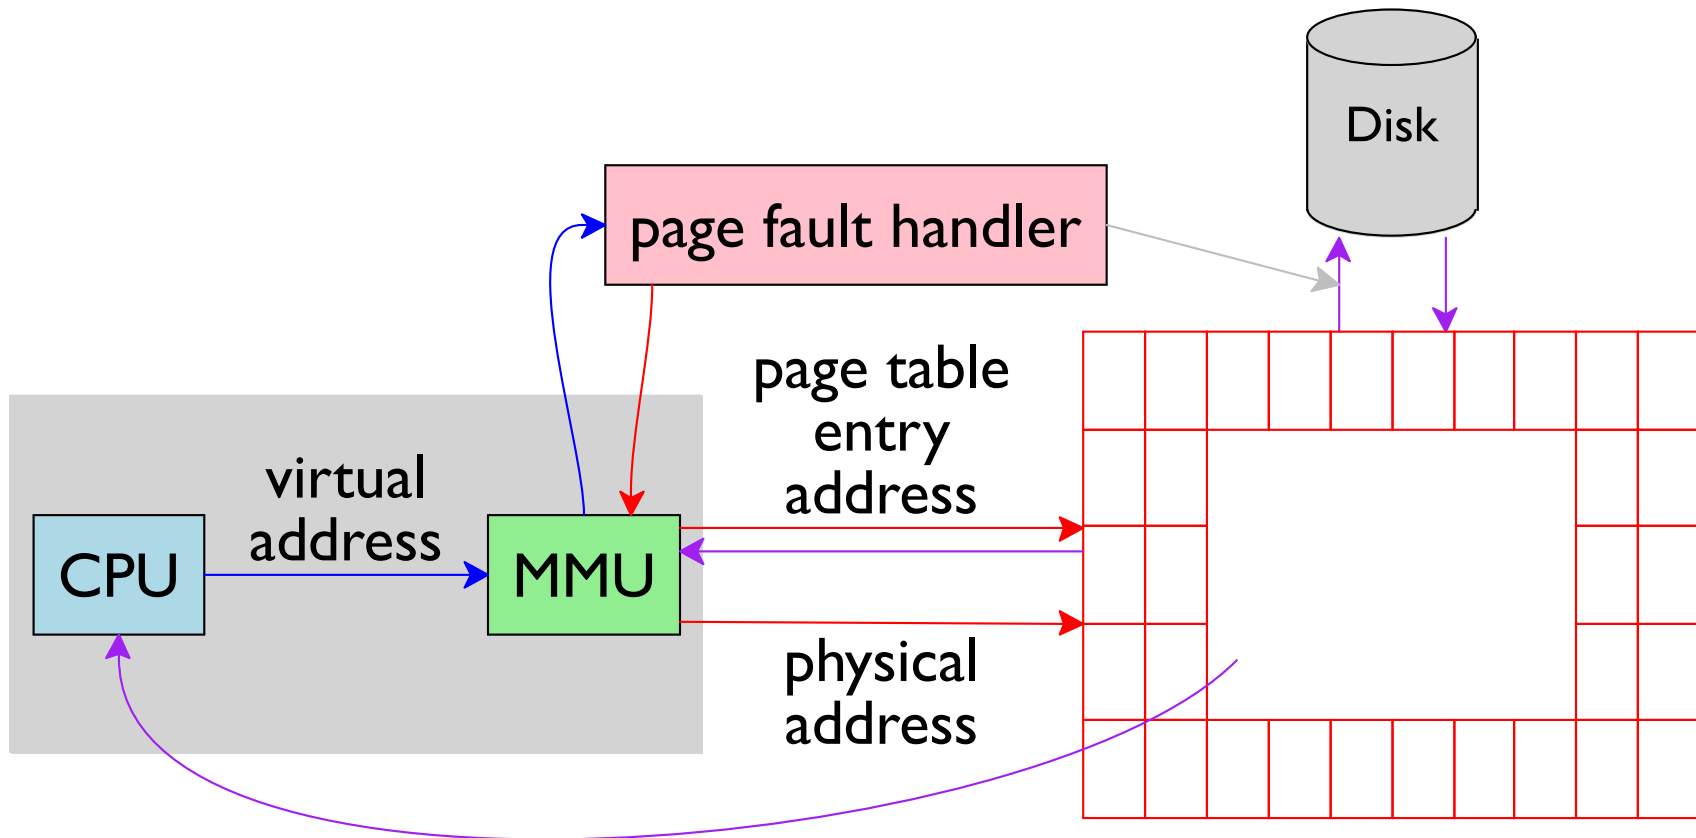 Disk
page fault handler
page table
entry
address
virtual
address
CPU
MMU
physical
address